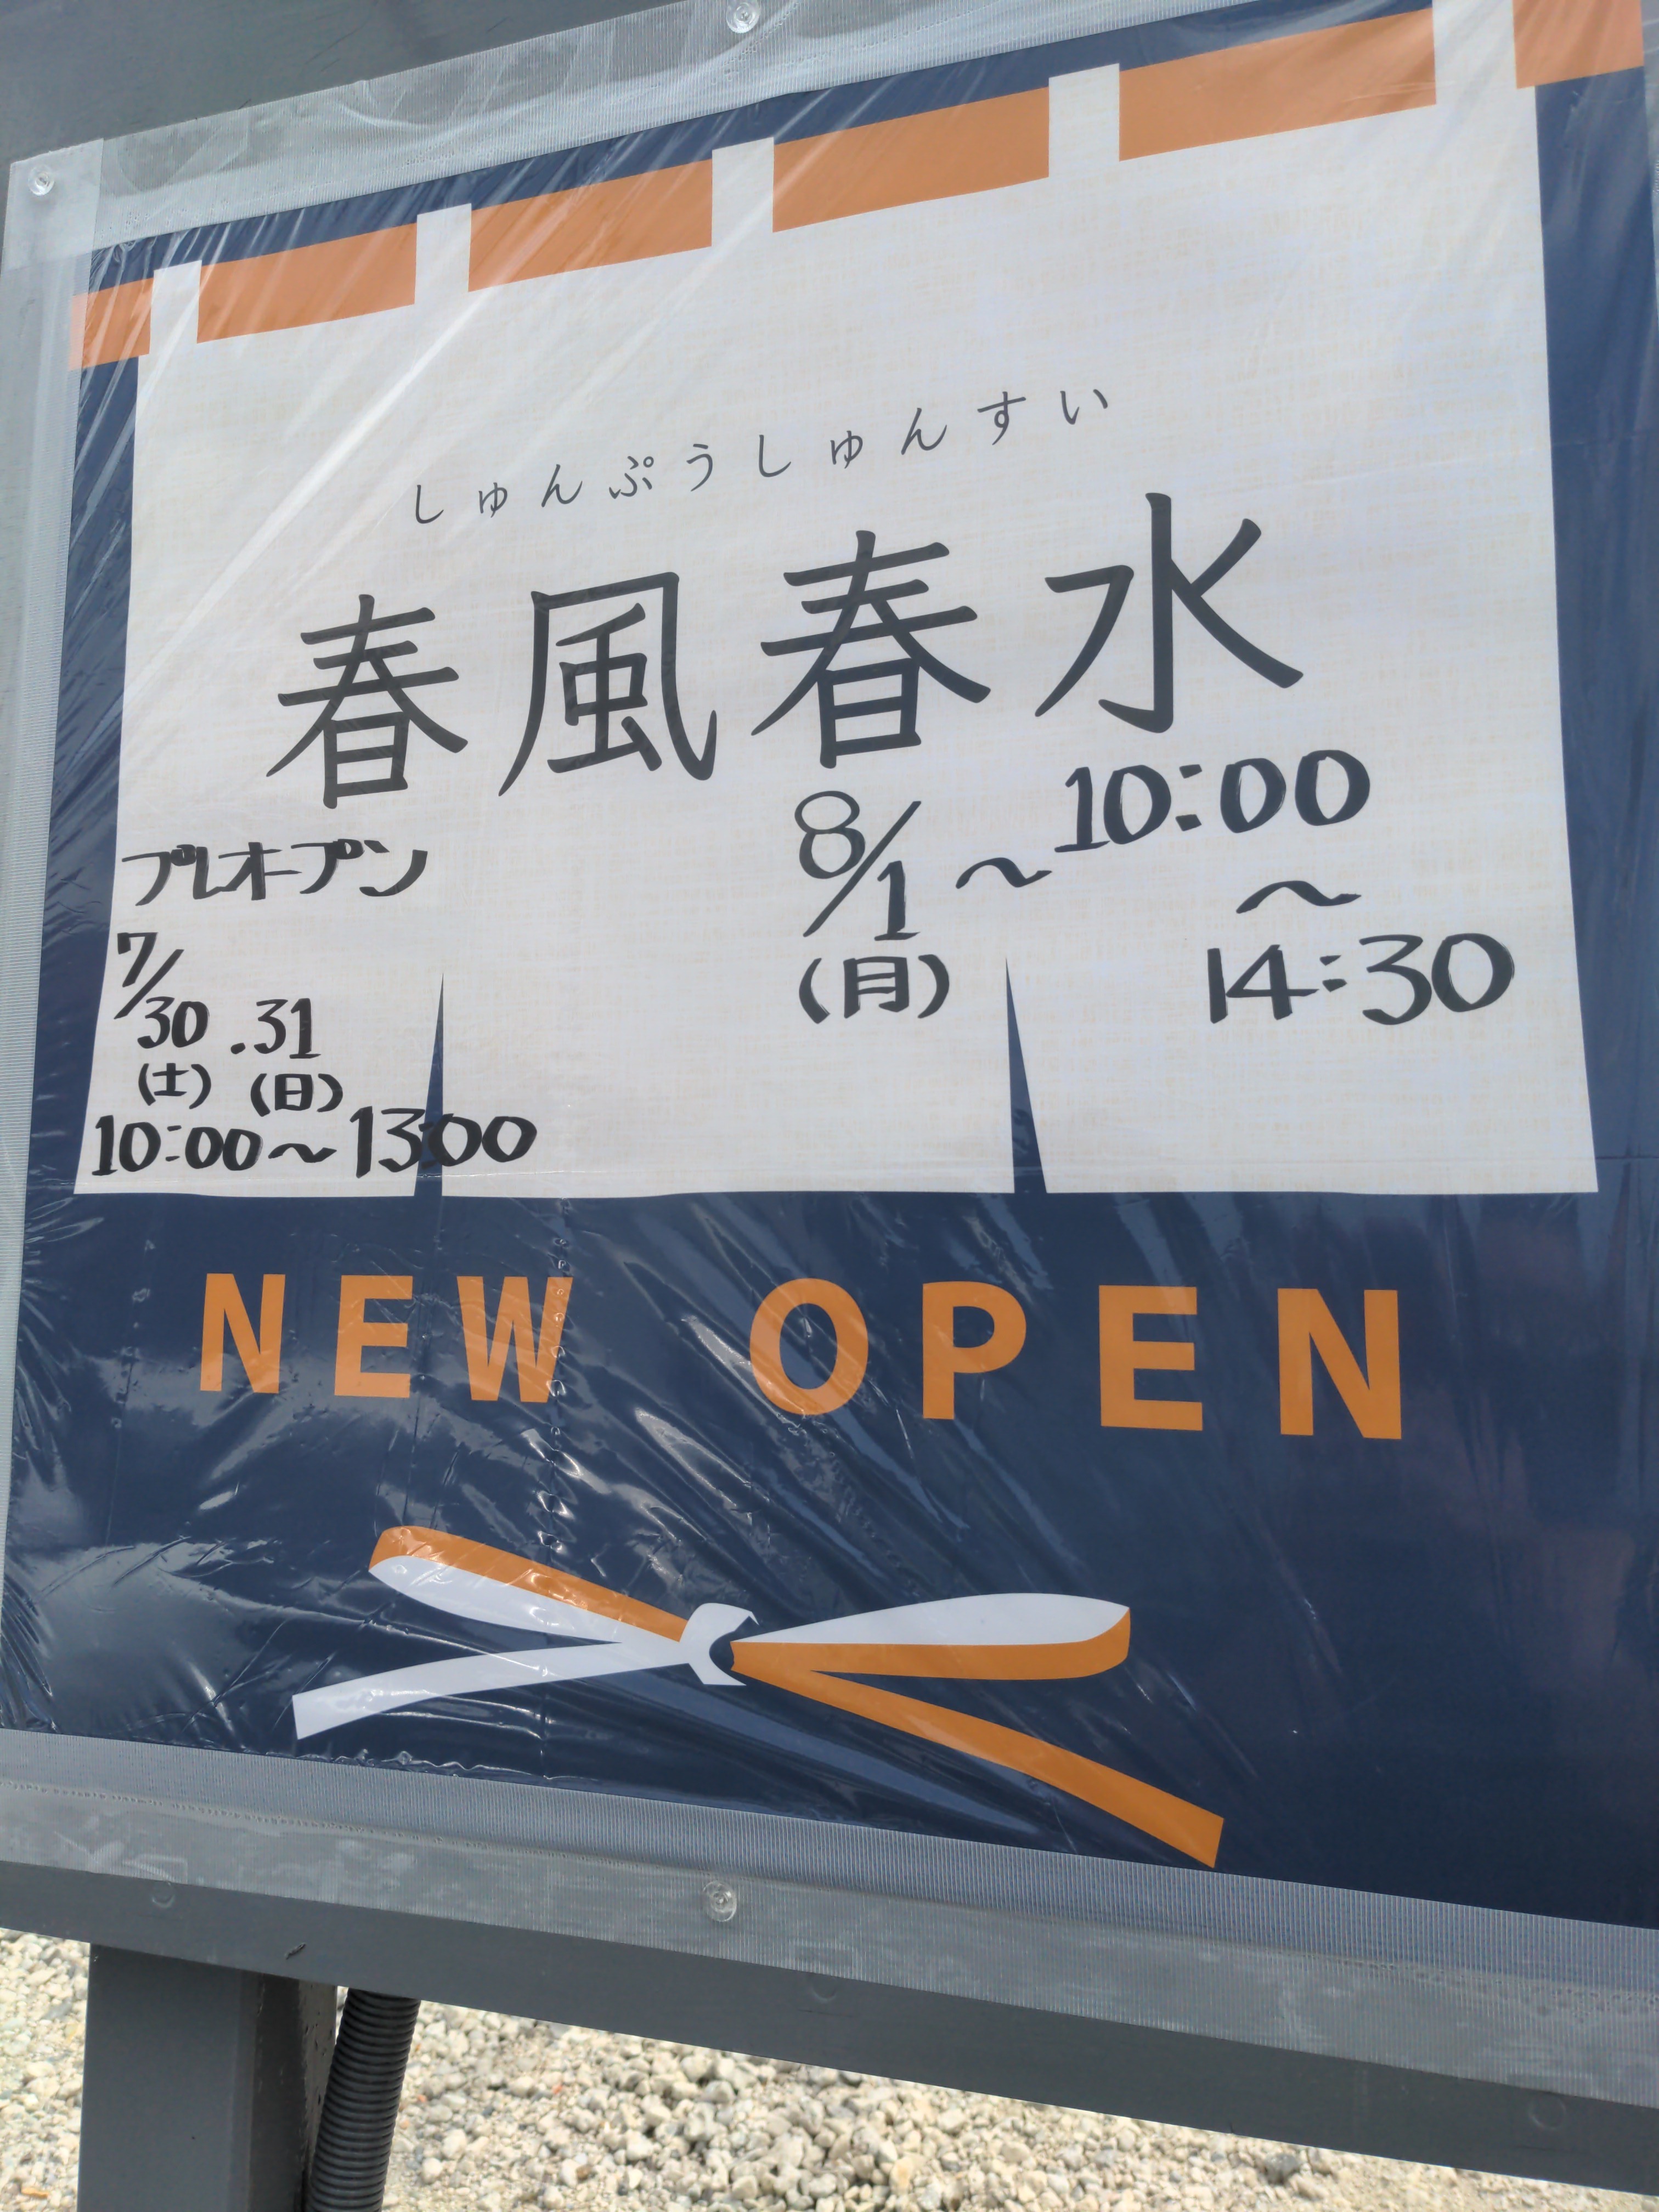 しゅんぷうしゅんすい
春風春水
プレオープン
7/30.31
(土) (日)
10:00〜13:00
8/1〜10:00
(月)
〜
14:30
NEW OPEN